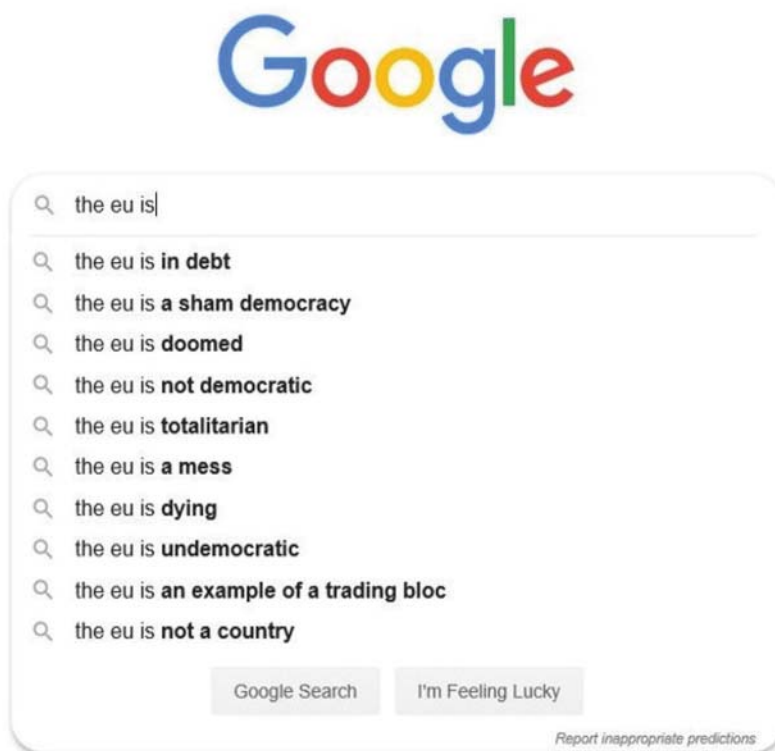 Google
the eu is
the eu is in debt
the eu is a sham democracy
the eu is doomed
the eu is not democratic
the eu is totalitarian
the eu is a mess
the eu is dying
the eu is undemocratic
the eu is an example of a trading bloc
the eu is not a country
Google Search I'm Feeling Lucky
Report inappropriate predictions